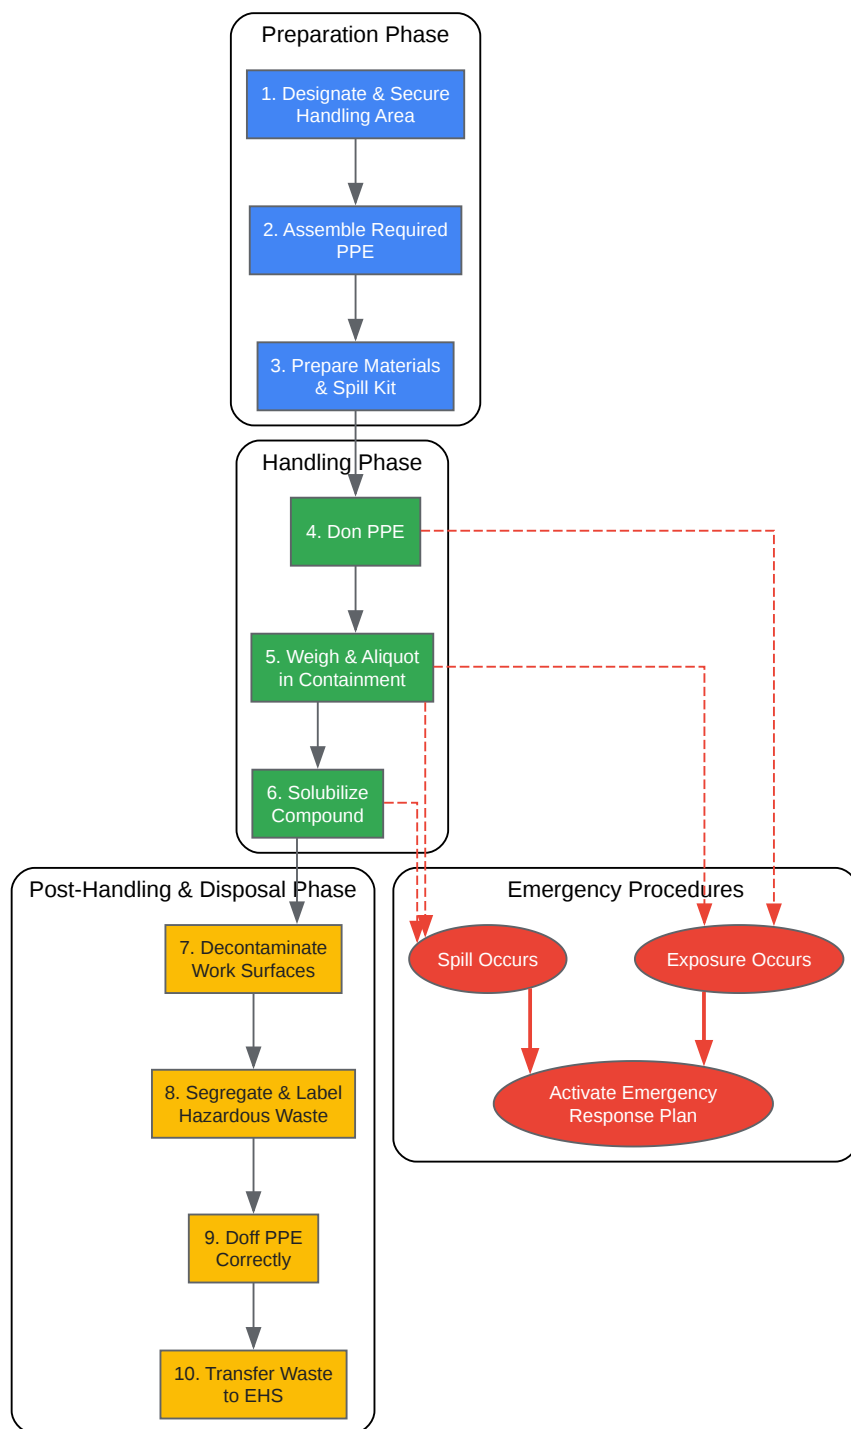 Preparation Phase
1. Designate & Secure
Handling Area
2. Assemble Required
PPE
3. Prepare Materials
& Spill Kit
Handling Phase
4. Don PPE
5. Weigh & Aliquot
in Containment
6. Solubilize
Compound
Post-Handling & Disposal Phase
7. Decontaminate
Work Surfaces
8. Segregate & Label
Hazardous Waste
9. Doff PPE
Correctly
10. Transfer Waste
to EHS
Emergency Procedures
Spill Occurs
Exposure Occurs
Activate Emergency
Response Plan